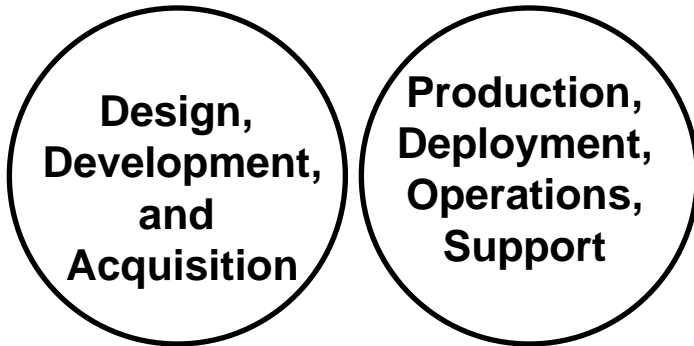 Design,
Development,
and
Acquisition
Production,
Deployment,
Operations,
Support